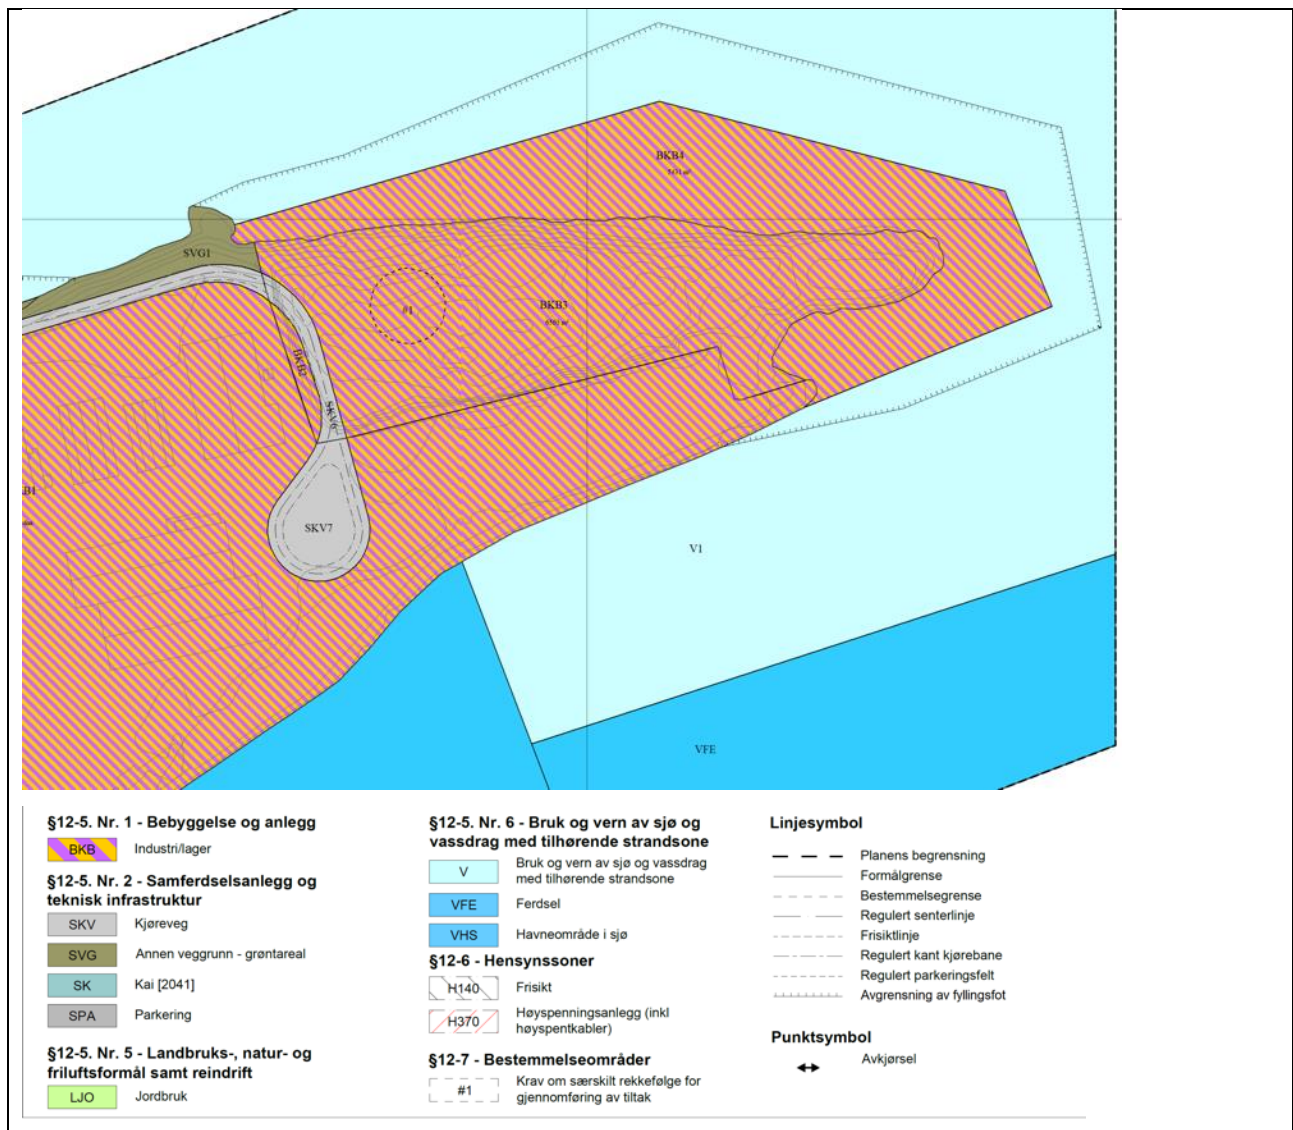 BKB4
SVG1
#1
BKB3
BKB2
SKV6
SKV7
V1
VFE
§12-5. Nr. 1 - Bebyggelse og anlegg
BKB Industri/lager
§12-5. Nr. 2 - Samferdselsanlegg og
teknisk infrastruktur
SKV Kjøreveg
SVG Annen veggrunn - grøntareal
SK Kai [2041]
SPA Parkering
§12-5. Nr. 5 - Landbruks-, natur- og
friluftsformål samt reindrift
LJO Jordbruk
§12-5. Nr. 6 - Bruk og vern av sjø og
vassdrag med tilhørende strandsone
V Bruk og vern av sjø og vassdrag
med tilhørende strandsone
VFE Ferdsel
VHS Havneområde i sjø
§12-6 - Hensynssoner
H140 Frisikt
H370 Høyspenningsanlegg (inkl
høyspentkabler)
§12-7 - Bestemmelseområder
#1 Krav om særskilt rekkefølge for
gjennomføring av tiltak
Linjesymbol
Planens begrensning
Formålgrense
Bestemmelsegrense
Regulert senterlinje
Frisiktlinje
Regulert kant kjørebane
Regulert parkeringsfelt
Avgrensning av fyllingsfot
Punktsymbol
Avkjørsel